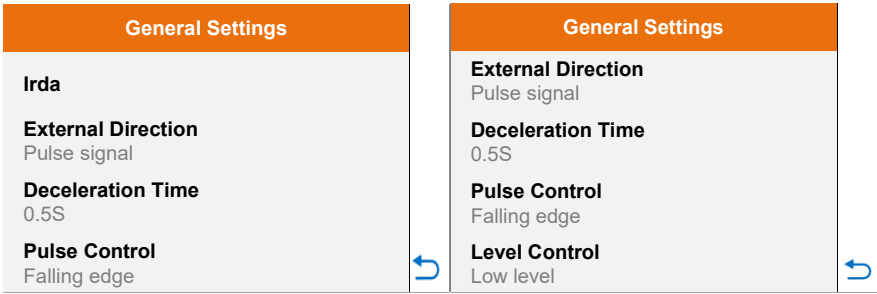 General Settings
Irda
External Direction
Pulse signal
Deceleration Time
0.5S
Pulse Control
Falling edge
General Settings
External Direction
Pulse signal
Deceleration Time
0.5S
Pulse Control
Falling edge
Level Control
Low level